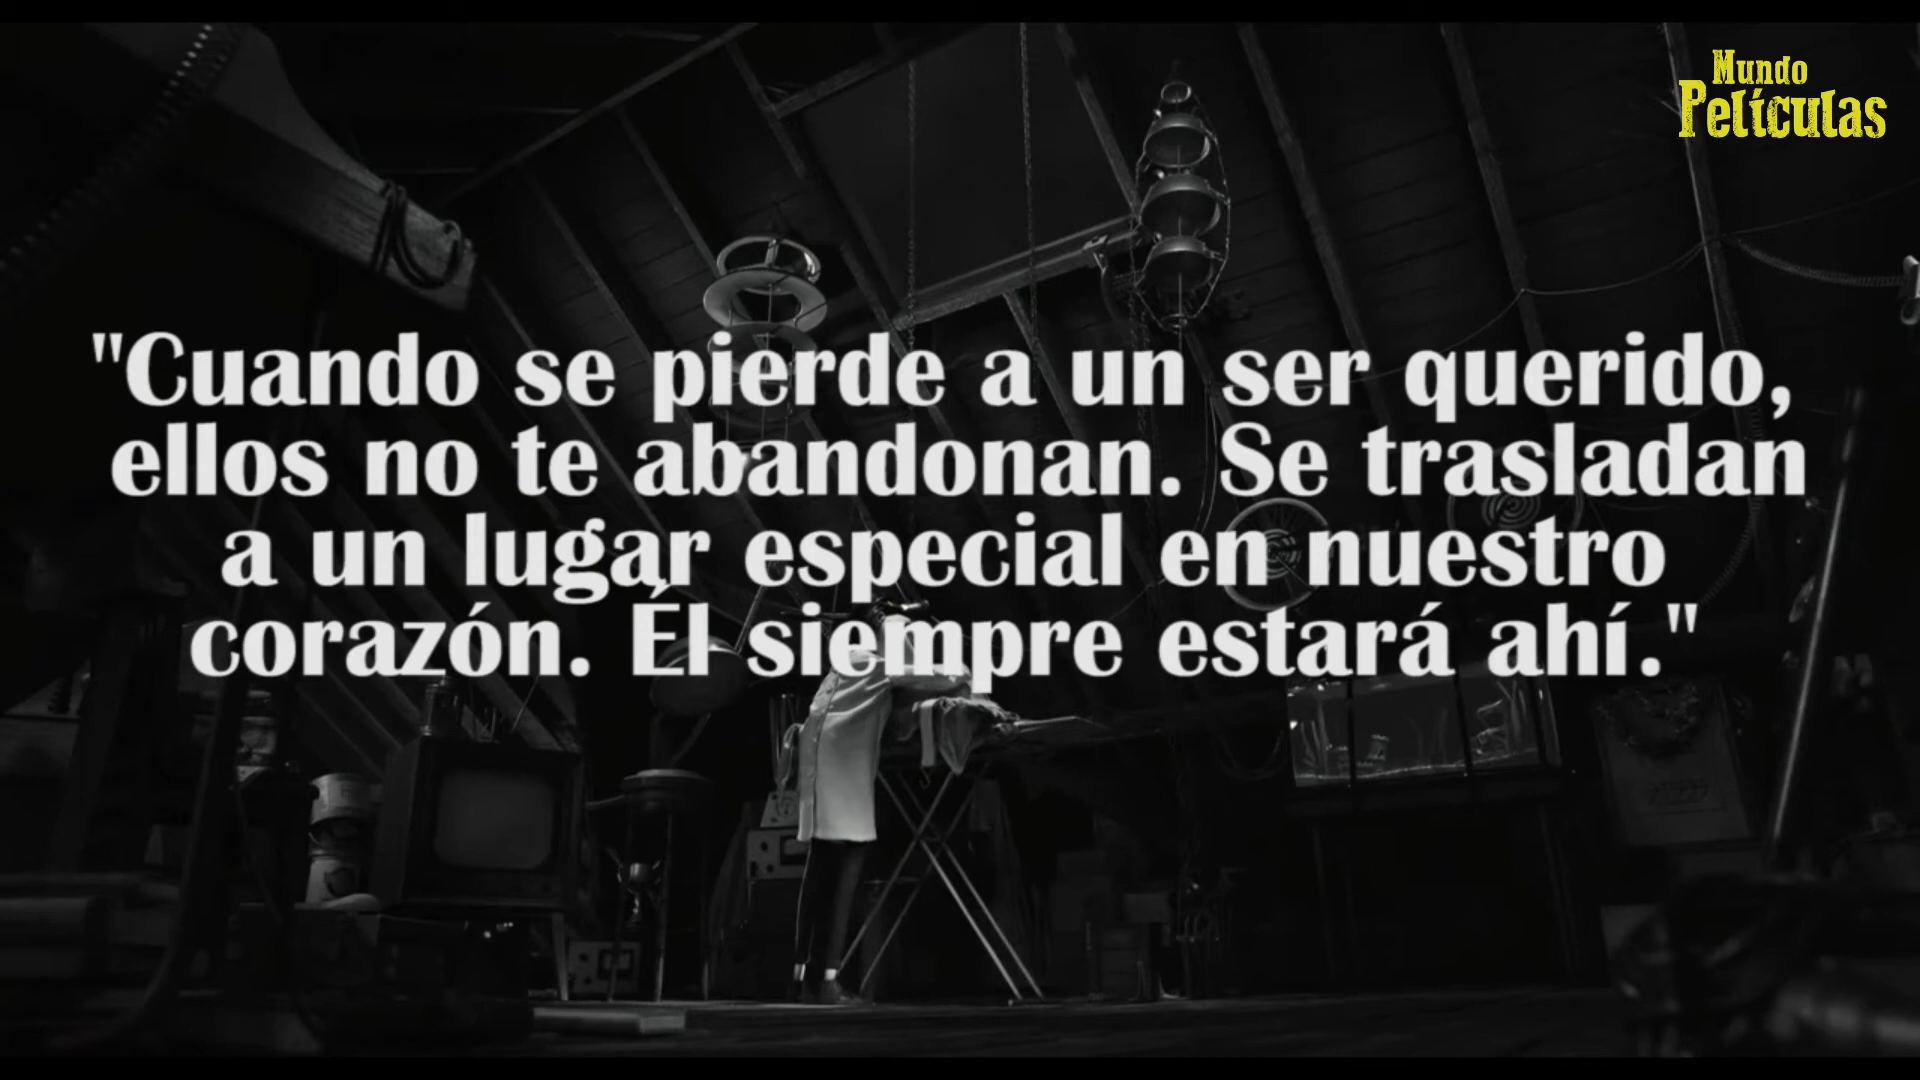 Mundo
Películas
"Cuando se pierde a un ser querido,
ellos no te abandonan. Se trasladan
a un lugar especial en nuestro
corazón. Él siempre estará ahí."